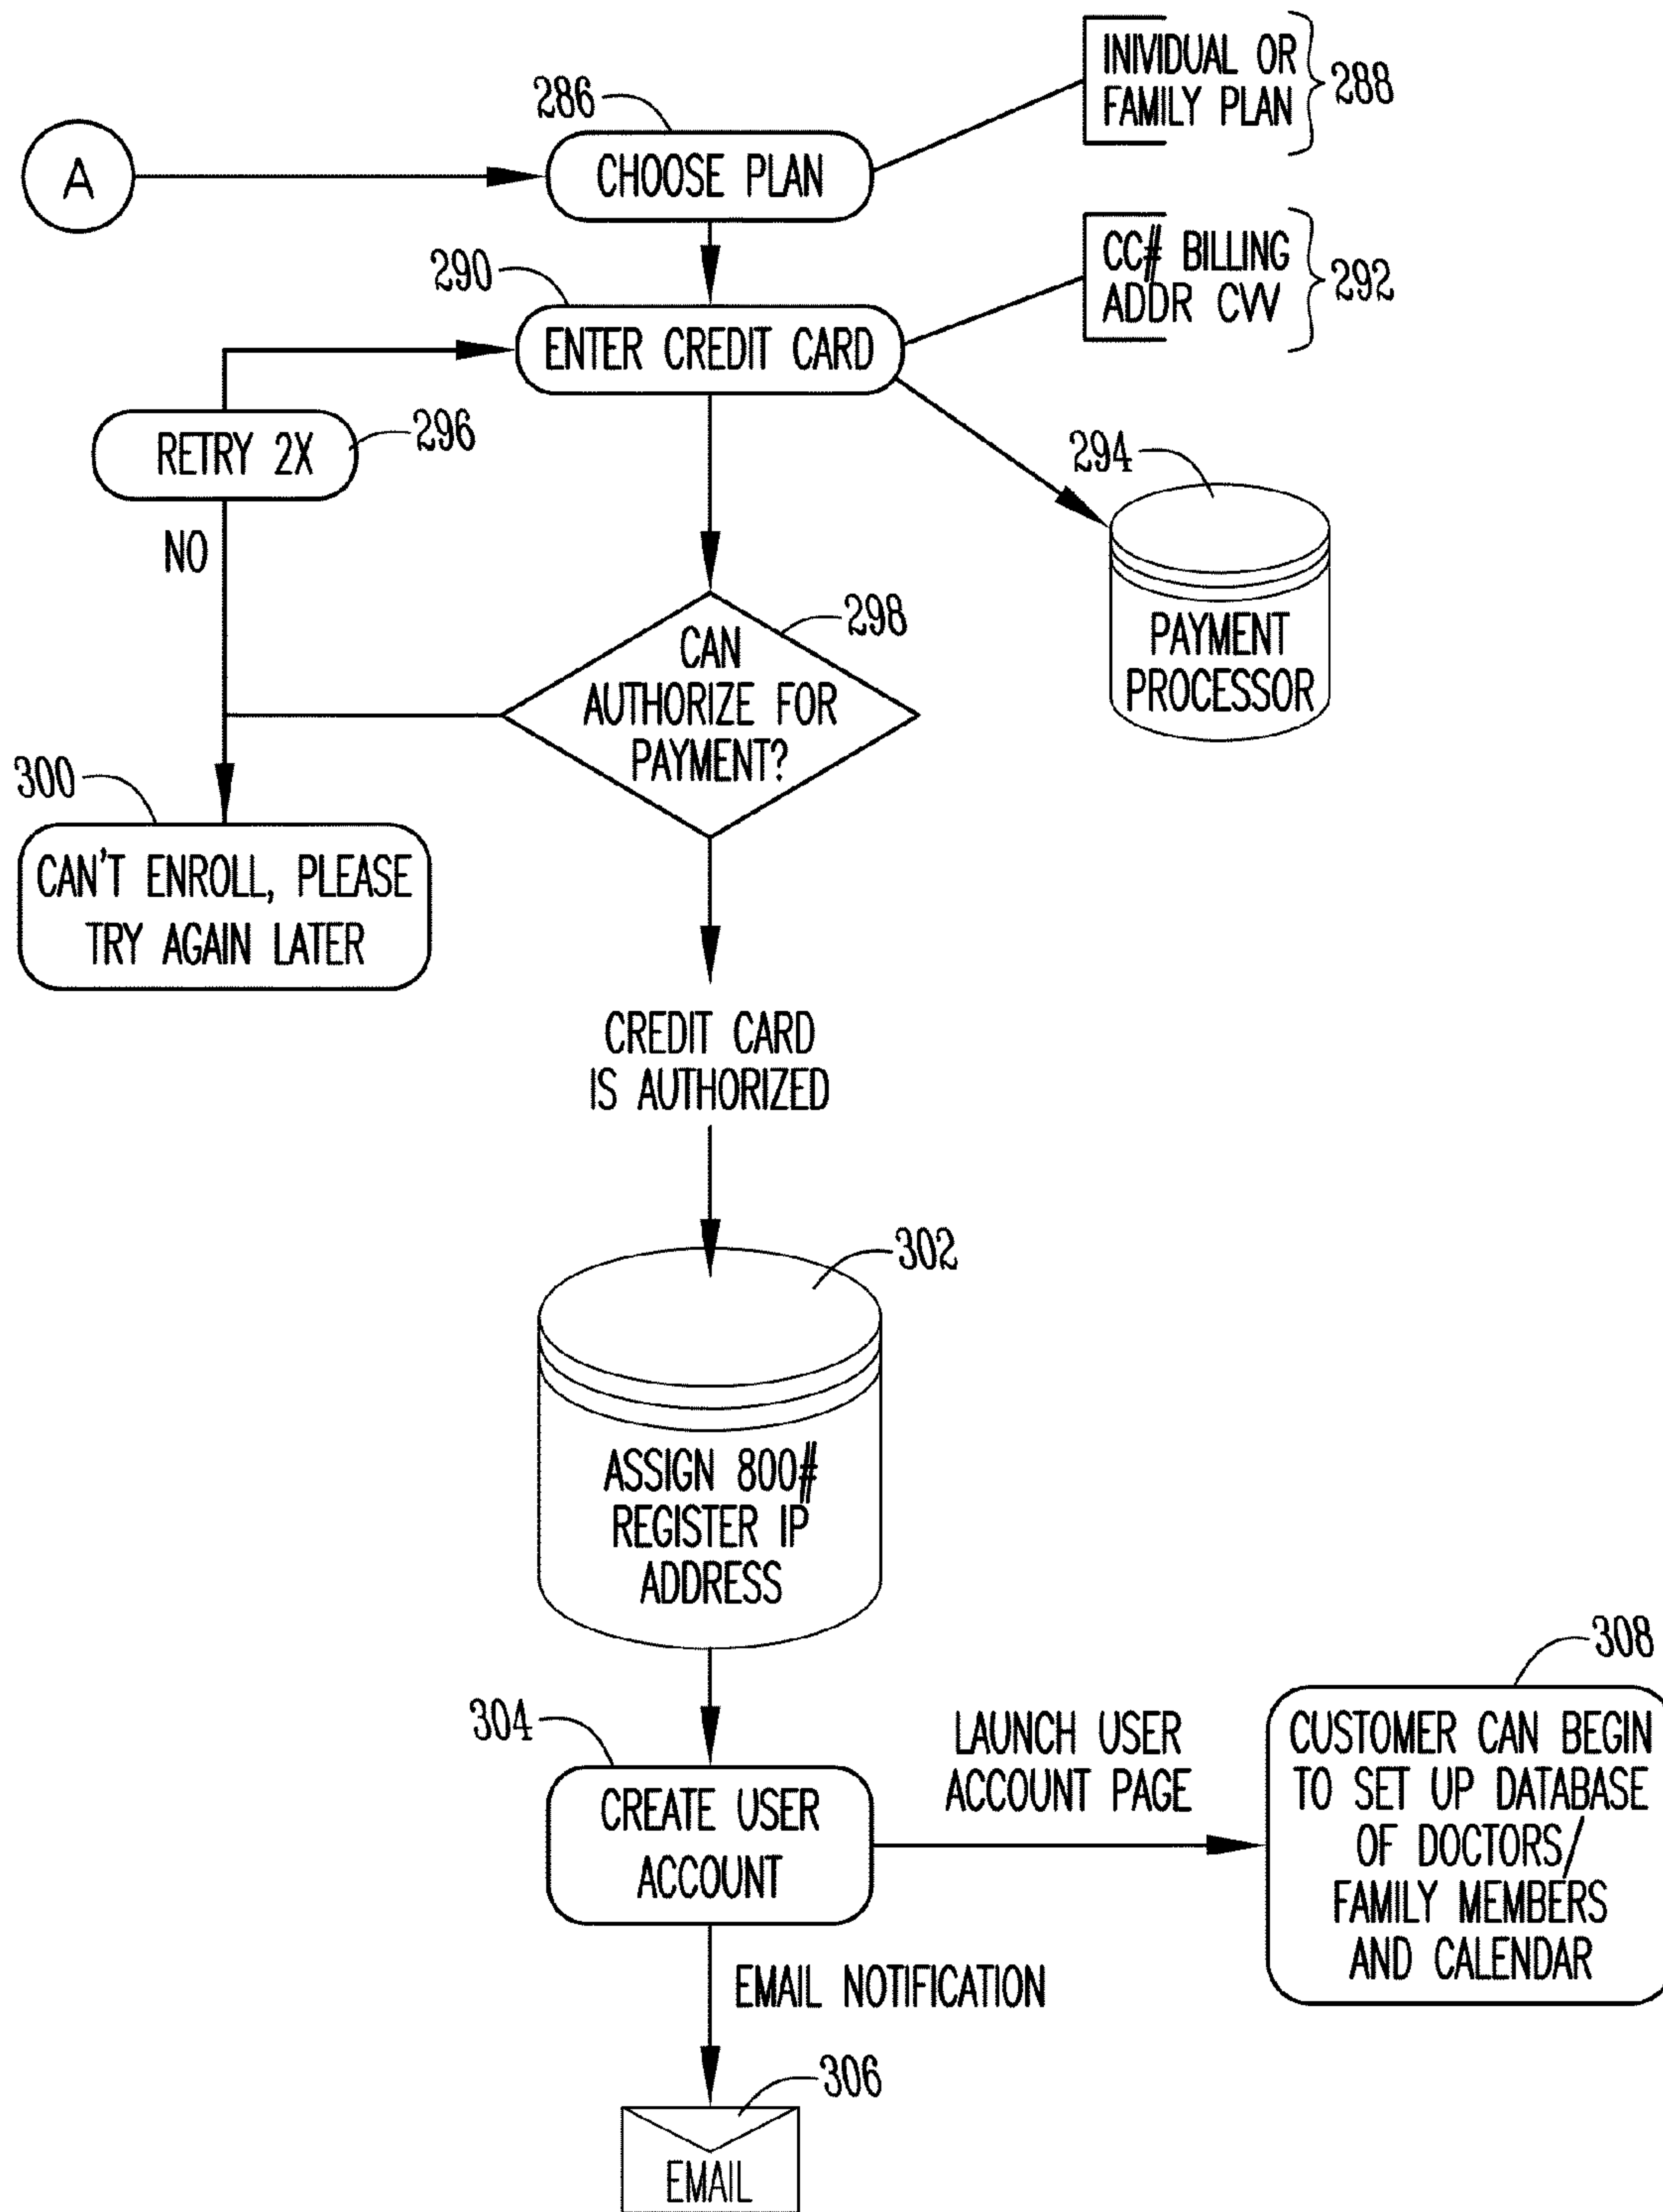 INIVIDUAL OR
FAMILY PLAN
288
286
A
CHOOSE PLAN
CC# BILLING
ADDR CVV
292
290
ENTER CREDIT CARD
RETRY 2X
296
294
NO
PAYMENT
PROCESSOR
298
CAN
AUTHORIZE FOR
PAYMENT?
300
CAN'T ENROLL, PLEASE
TRY AGAIN LATER
CREDIT CARD
IS AUTHORIZED
302
ASSIGN 800#
REGISTER IP
ADDRESS
304
CREATE USER
ACCOUNT
LAUNCH USER
ACCOUNT PAGE
308
CUSTOMER CAN BEGIN
TO SET UP DATABASE
OF DOCTORS/
FAMILY MEMBERS
AND CALENDAR
EMAIL NOTIFICATION
306
EMAIL